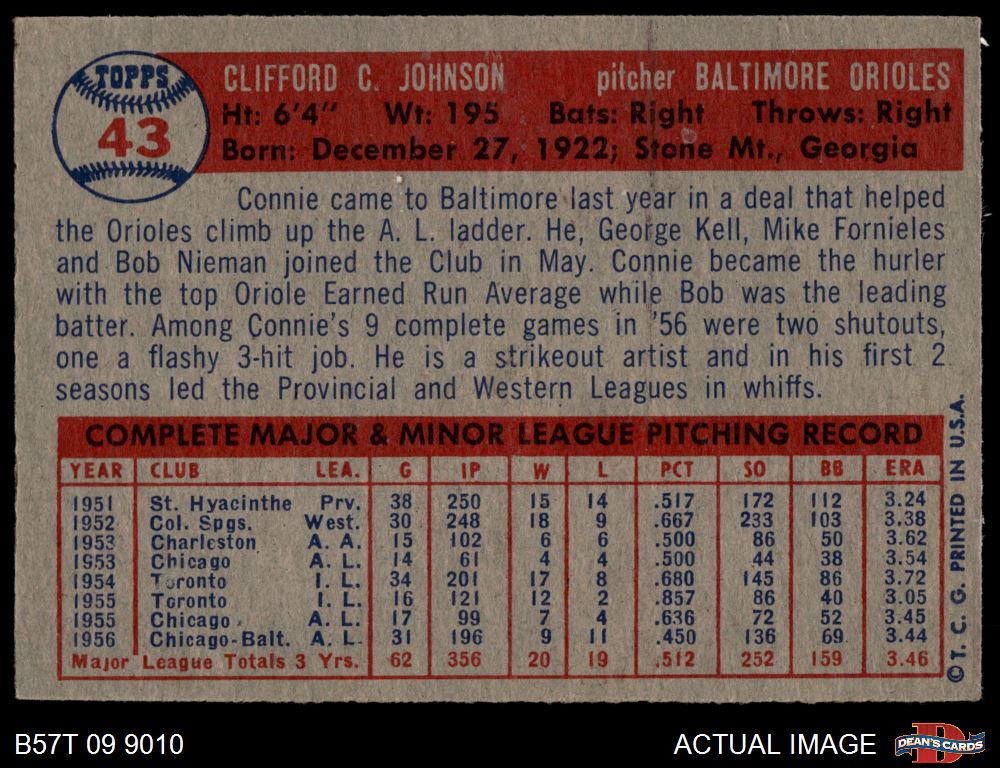 TOPPS
43
CLIFFORD C. JOHNSON pitcher BALTIMORE ORIOLES
Ht: 6'4" Wt: 195 Bats: Right Throws: Right
Born: December 27, 1922; Stone Mt., Georgia
Connie came to Baltimore last year in a deal that helped
the Orioles climb up the A. L. ladder. He, George Kell, Mike Fornieles
and Bob Nieman joined the Club in May. Connie became the hurler
with the top Oriole Earned Run Average while Bob was the leading
batter. Among Connie's 9 complete games in '56 were two shutouts,
one a flashy 3-hit job. He is a strikeout artist and in his first 2
seasons led the Provincial and Western Leagues in whiffs.
COMPLETE MAJOR & MINOR LEAGUE PITCHING RECORD
YEAR CLUB LEA. G IP W L PCT SO BB ERA
1951 St. Hyacinthe Prv. 38 250 15 14 .517 172 112 3.24
1952 Col. Spgs. West. 30 248 18 9 .667 233 103 3.38
1953 Charleston A. A. 15 102 6 6 .500 86 50 3.62
1953 Chicago A. L. 14 61 4 4 .500 44 38 3.54
1954 Toronto I. L. 34 201 17 8 .680 145 86 3.72
1955 Toronto I. L. 16 121 12 2 .857 86 40 3.05
1955 Chicago A. L. 17 99 7 4 .636 72 52 3.45
1956 Chicago-Balt. A. L. 31 196 9 11 .450 136 69 3.44
Major League Totals 3 Yrs. 62 356 20 19 .512 252 159 3.46
© T. C. G. PRINTED IN U.S.A.
B57T 09 9010
ACTUAL IMAGE
DEAN'S CARDS